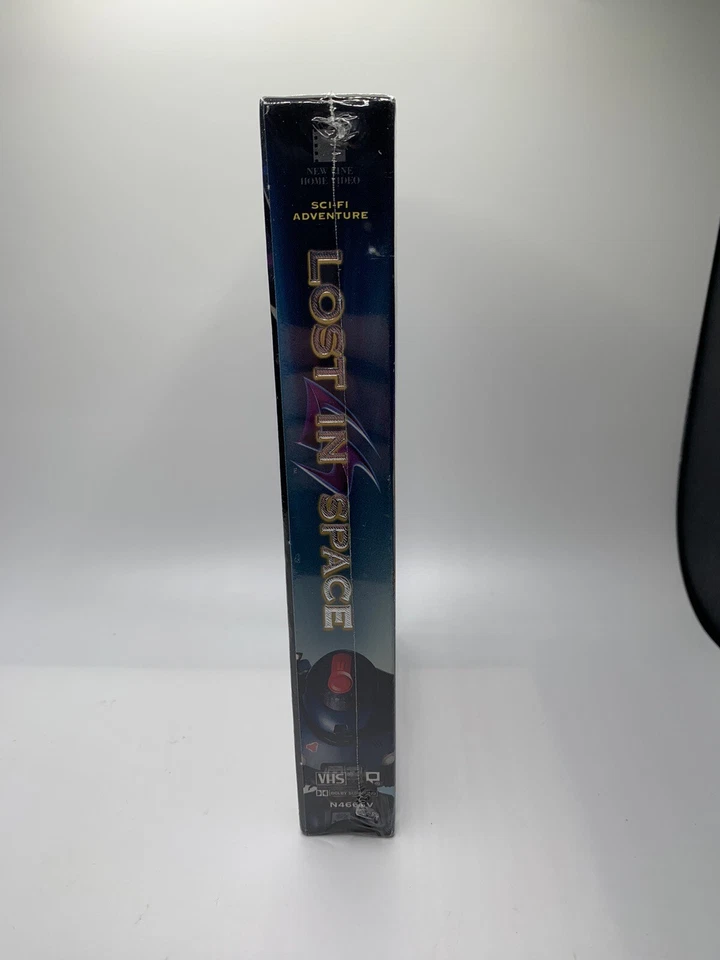 NEW LINE
HOME VIDEO
SCI-FI
ADVENTURE
LOST IN SPACE
VHS